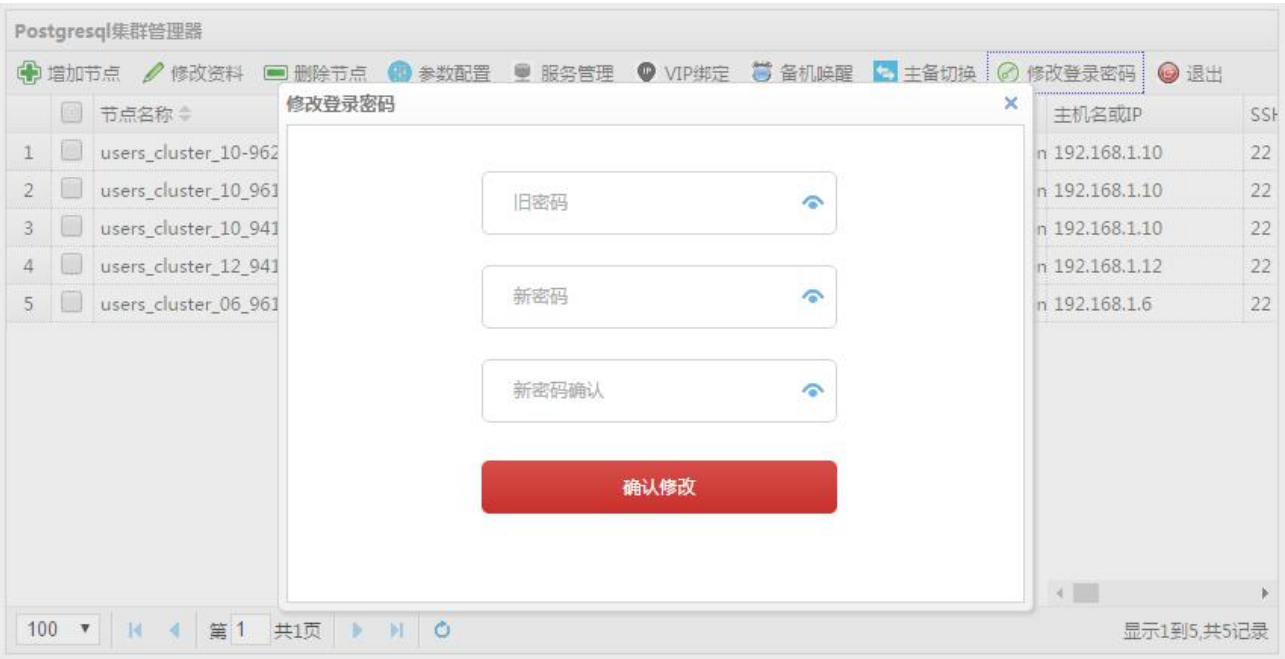 Postgresql集群管理器
增加节点 修改资料 删除节点 参数配置 服务管理 VIP绑定 备机唤醒 主备切换 修改登录密码 退出
修改登录密码
节点名称 主机名或IP SSH
1 users_cluster_10-962 n 192.168.1.10 22
2 users_cluster_10_961 n 192.168.1.10 22
3 users_cluster_10_941 n 192.168.1.10 22
4 users_cluster_12_941 n 192.168.1.12 22
5 users_cluster_06_961 n 192.168.1.6 22
旧密码
新密码
新密码确认
确认修改
100 第 1 共1页 显示1到5,共5记录